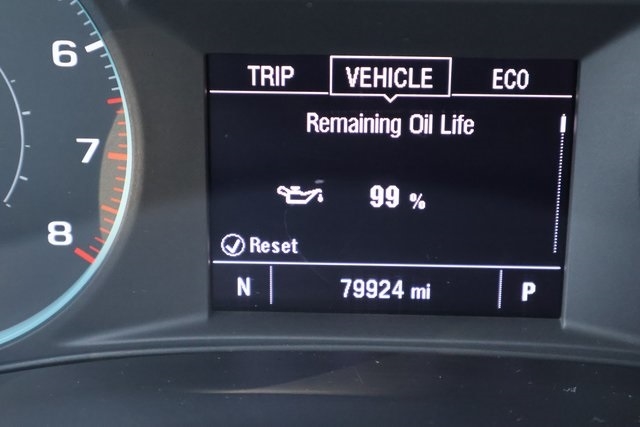 6
7
8
TRIP VEHICLE ECO
Remaining Oil Life
99 %
Reset
N 79924 mi P